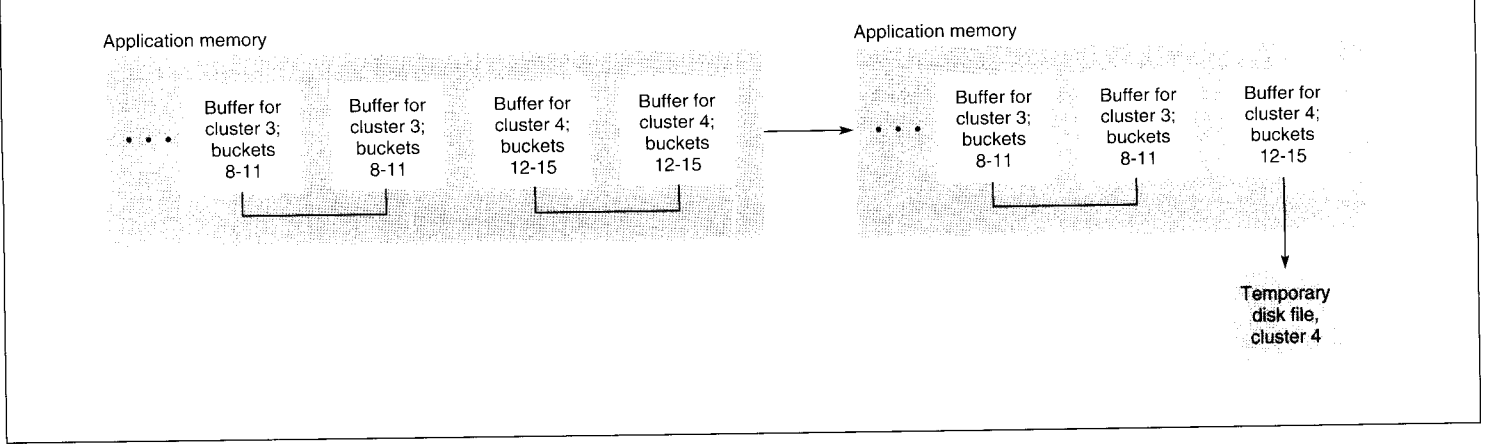 Application memory
• • •
Buffer for
cluster 3;
buckets
8-11
Buffer for
cluster 3;
buckets
8-11
Buffer for
cluster 4;
buckets
12-15
Buffer for
cluster 4;
buckets
12-15
Application memory
• • •
Buffer for
cluster 3;
buckets
8-11
Buffer for
cluster 3;
buckets
8-11
Buffer for
cluster 4;
buckets
12-15
Temporary
disk file,
cluster 4